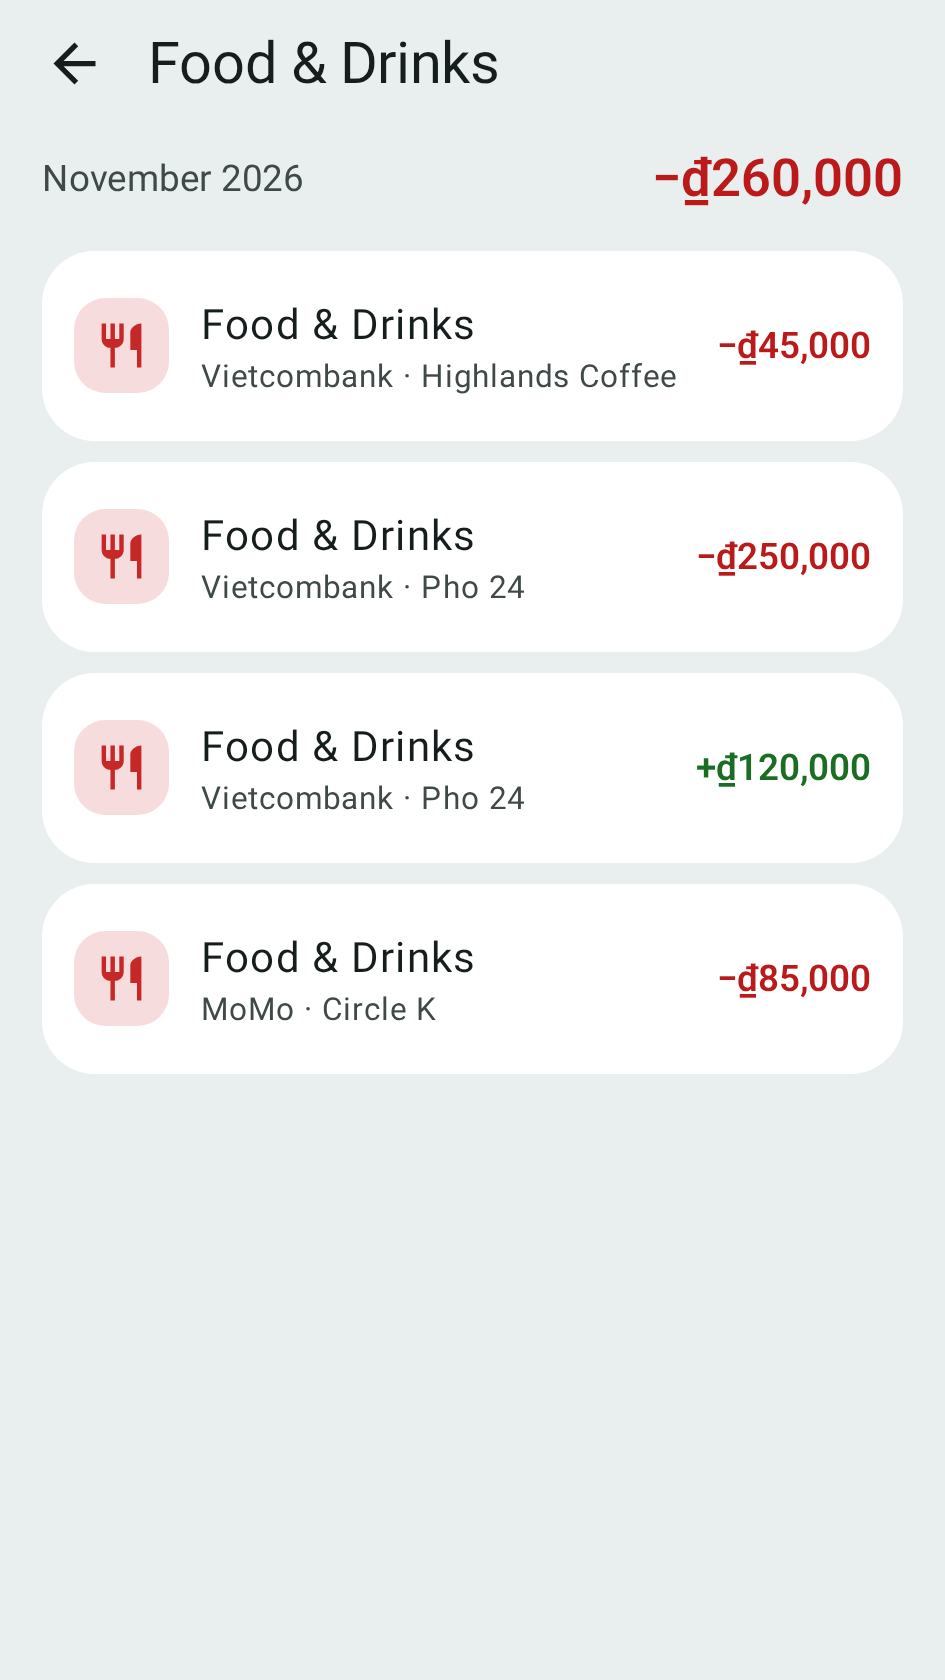 Food & Drinks
November 2026
−₫260,000
Food & Drinks
Vietcombank · Highlands Coffee
−₫45,000
Food & Drinks
Vietcombank · Pho 24
−₫250,000
Food & Drinks
Vietcombank · Pho 24
+₫120,000
Food & Drinks
MoMo · Circle K
−₫85,000